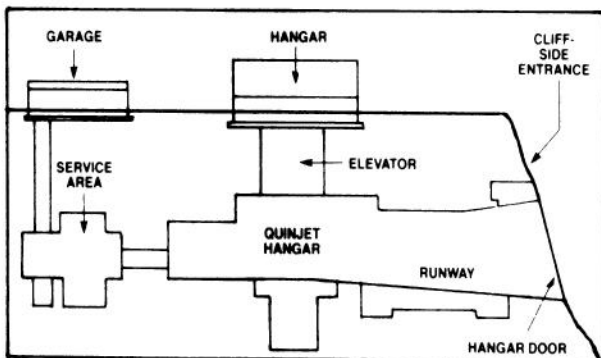 GARAGE
HANGAR
CLIFF-
SIDE
ENTRANCE
SERVICE
AREA
ELEVATOR
QUINJET
HANGAR
RUNWAY
HANGAR DOOR